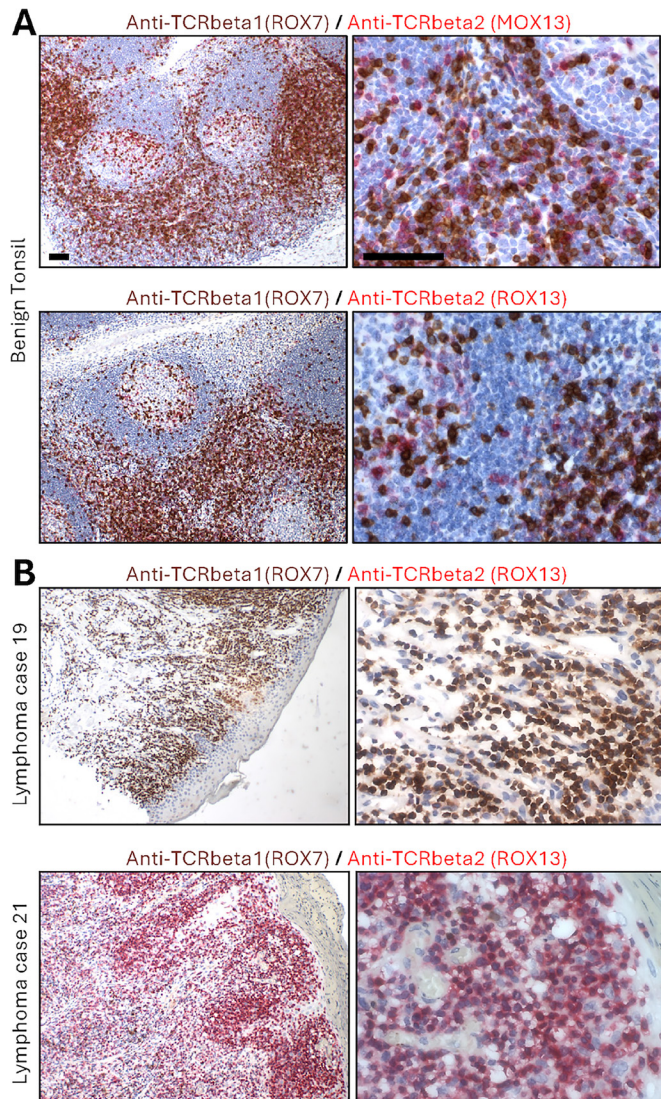 A
Anti-TCRbeta1(ROX7) / Anti-TCRbeta2 (MOX13)
Benign Tonsil
Anti-TCRbeta1(ROX7) / Anti-TCRbeta2 (ROX13)
B
Anti-TCRbeta1(ROX7) / Anti-TCRbeta2 (ROX13)
Lymphoma case 19
Anti-TCRbeta1(ROX7) / Anti-TCRbeta2 (ROX13)
Lymphoma case 21